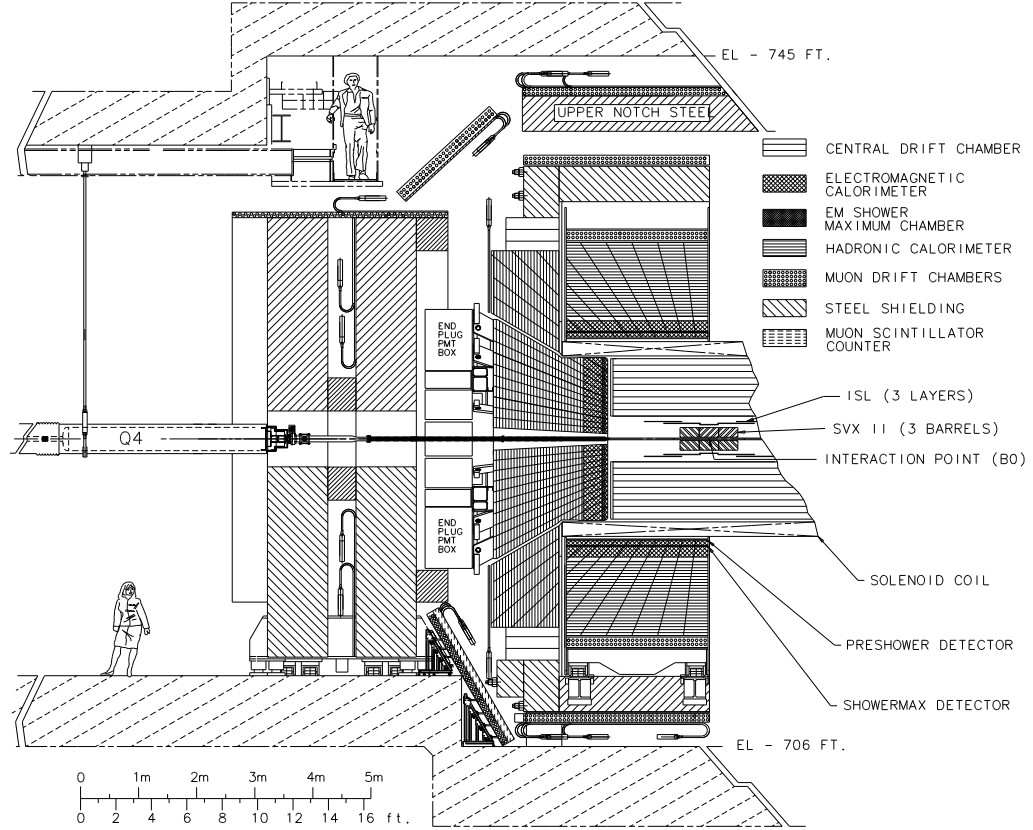 EL - 745 FT.
UPPER NOTCH STEEL
CENTRAL DRIFT CHAMBER
ELECTROMAGNETIC
CALORIMETER
EM SHOWER
MAXIMUM CHAMBER
HADRONIC CALORIMETER
MUON DRIFT CHAMBERS
STEEL SHIELDING
MUON SCINTILLATOR
COUNTER
END
PLUG
PMT
BOX
ISL (3 LAYERS)
Q4
SVX II (3 BARRELS)
INTERACTION POINT (B0)
END
PLUG
PMT
BOX
SOLENOID COIL
PRESHOWER DETECTOR
SHOWERMAX DETECTOR
EL - 706 FT.
0 1m 2m 3m 4m 5m
0 2 4 6 8 10 12 14 16 ft.